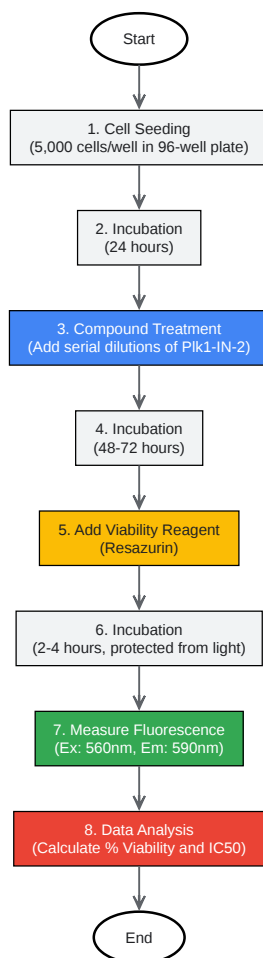 Start
1. Cell Seeding
(5,000 cells/well in 96-well plate)
2. Incubation
(24 hours)
3. Compound Treatment
(Add serial dilutions of Plk1-IN-2)
4. Incubation
(48-72 hours)
5. Add Viability Reagent
(Resazurin)
6. Incubation
(2-4 hours, protected from light)
7. Measure Fluorescence
(Ex: 560nm, Em: 590nm)
8. Data Analysis
(Calculate % Viability and IC50)
End